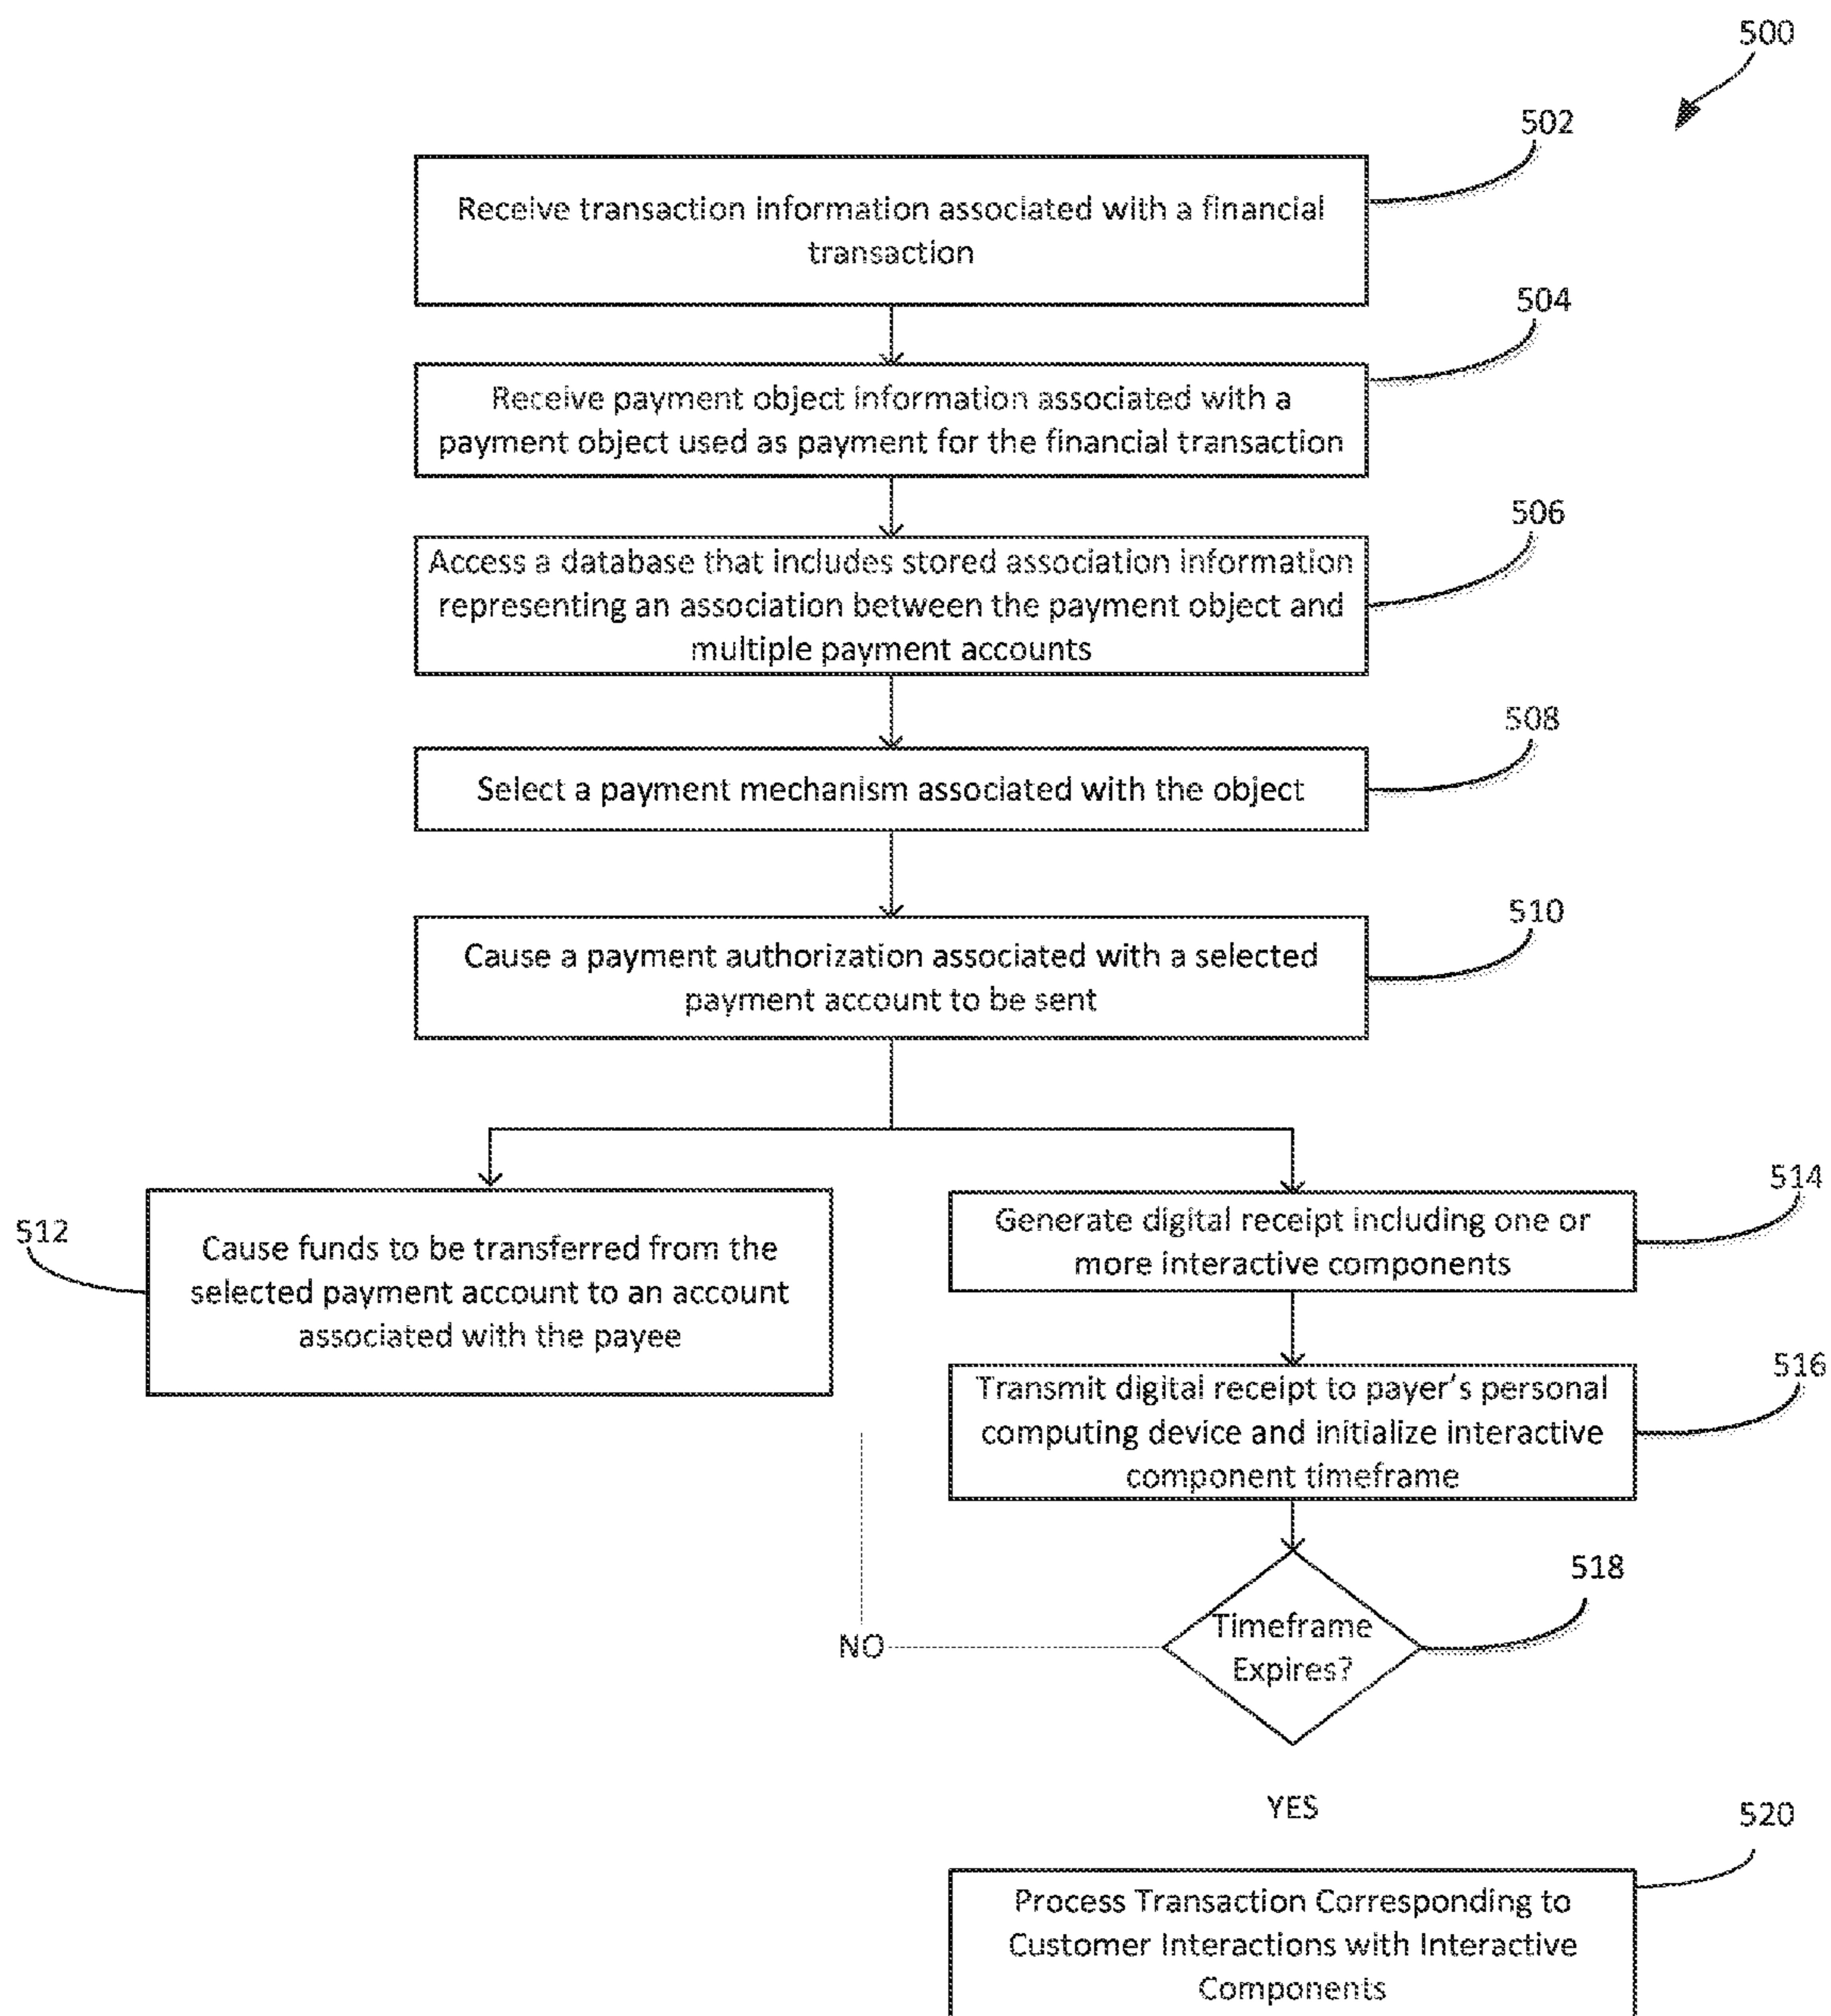 500
502
Receive transaction information associated with a financial
transaction
504
Receive payment object information associated with a
payment object used as payment for the financial transaction
506
Access a database that includes stored association information
representing an association between the payment object and
multiple payment accounts
508
Select a payment mechanism associated with the object
510
Cause a payment authorization associated with a selected
payment account to be sent
512
Cause funds to be transferred from the
selected payment account to an account
associated with the payee
514
Generate digital receipt including one or
more interactive components
516
Transmit digital receipt to payer's personal
computing device and initialize interactive
component timeframe
518
Timeframe
Expires?
NO
YES
520
Process Transaction Corresponding to
Customer Interactions with Interactive
Components